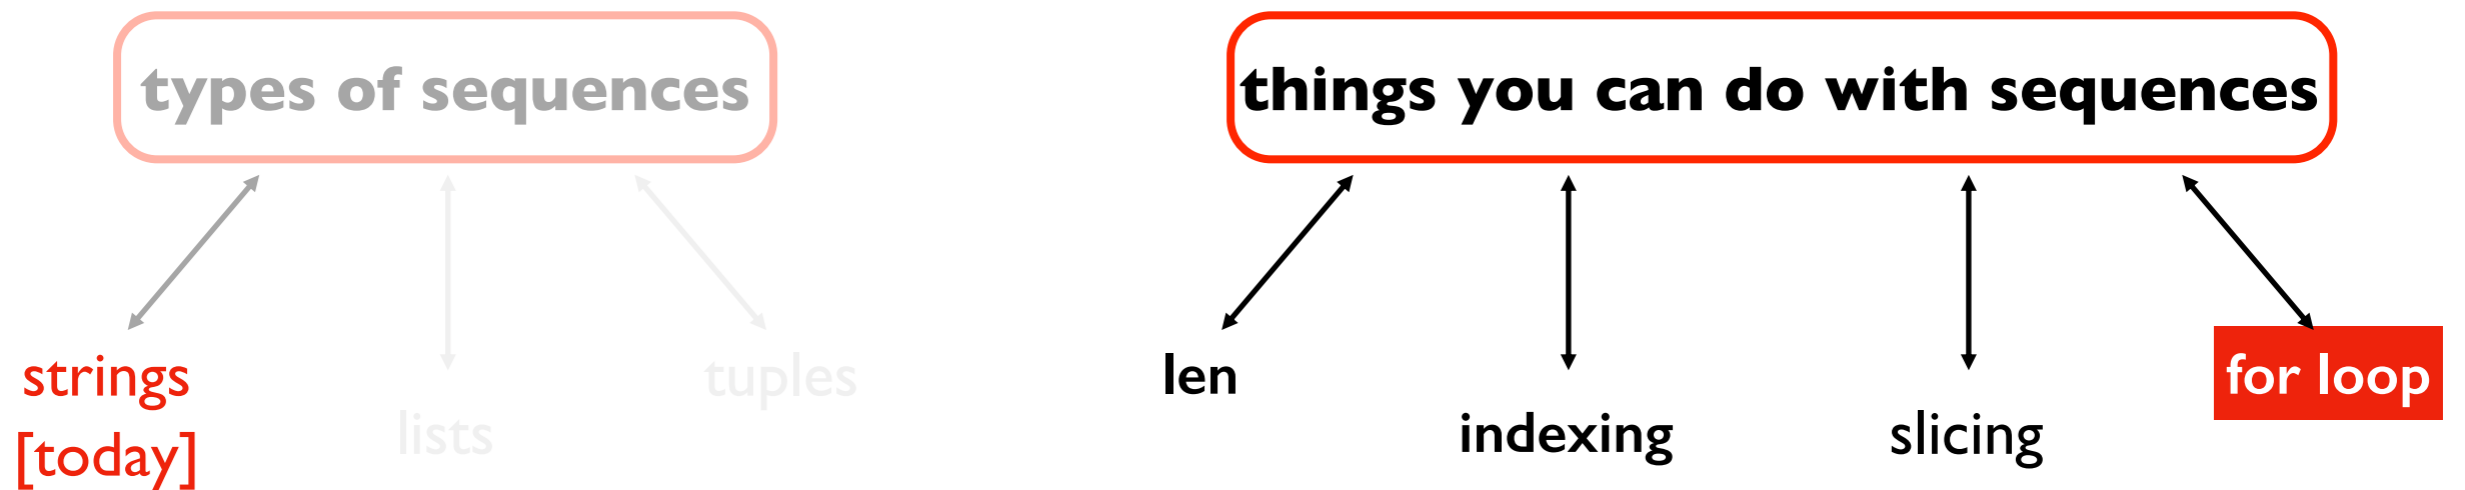 types of sequences
things you can do with sequences
strings
[today]
lists
tuples
len
indexing
slicing
for loop